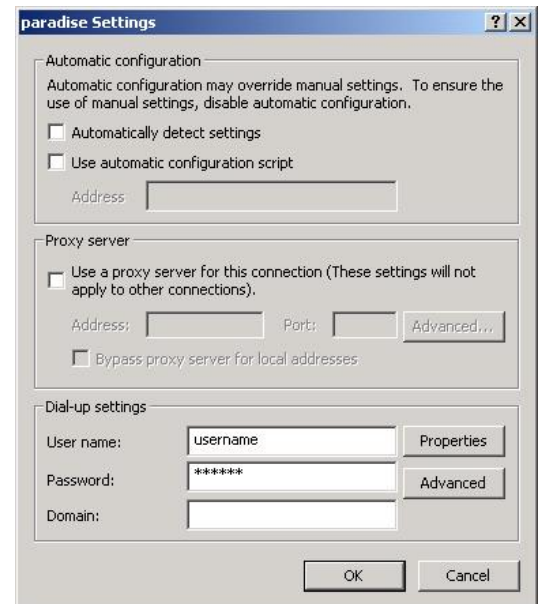 paradise Settings
Automatic configuration
Automatic configuration may override manual settings. To ensure the
use of manual settings, disable automatic configuration.
Automatically detect settings
Use automatic configuration script
Address
Proxy server
Use a proxy server for this connection (These settings will not
apply to other connections).
Address: Port: Advanced...
Bypass proxy server for local addresses
Dial-up settings
User name: username Properties
Password: ****** Advanced
Domain:
OK Cancel